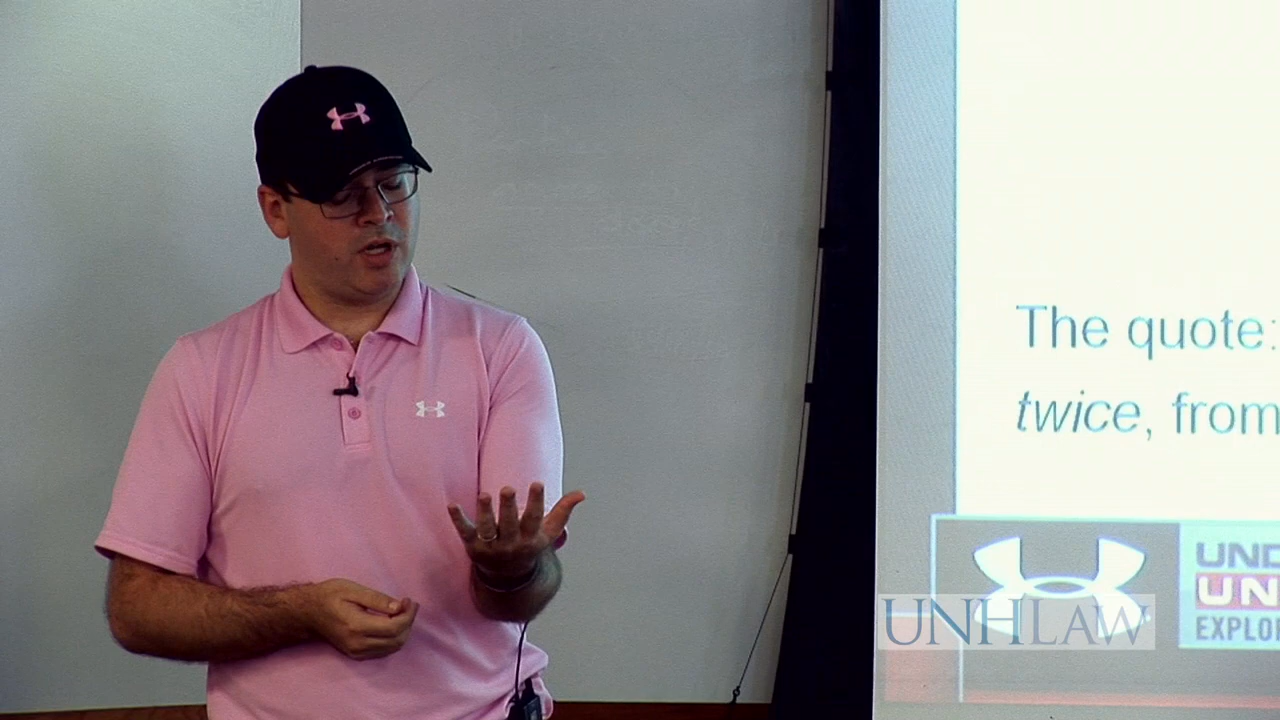 The quote:
twice, from
UND
UN
EXPLOR
UNHLAW